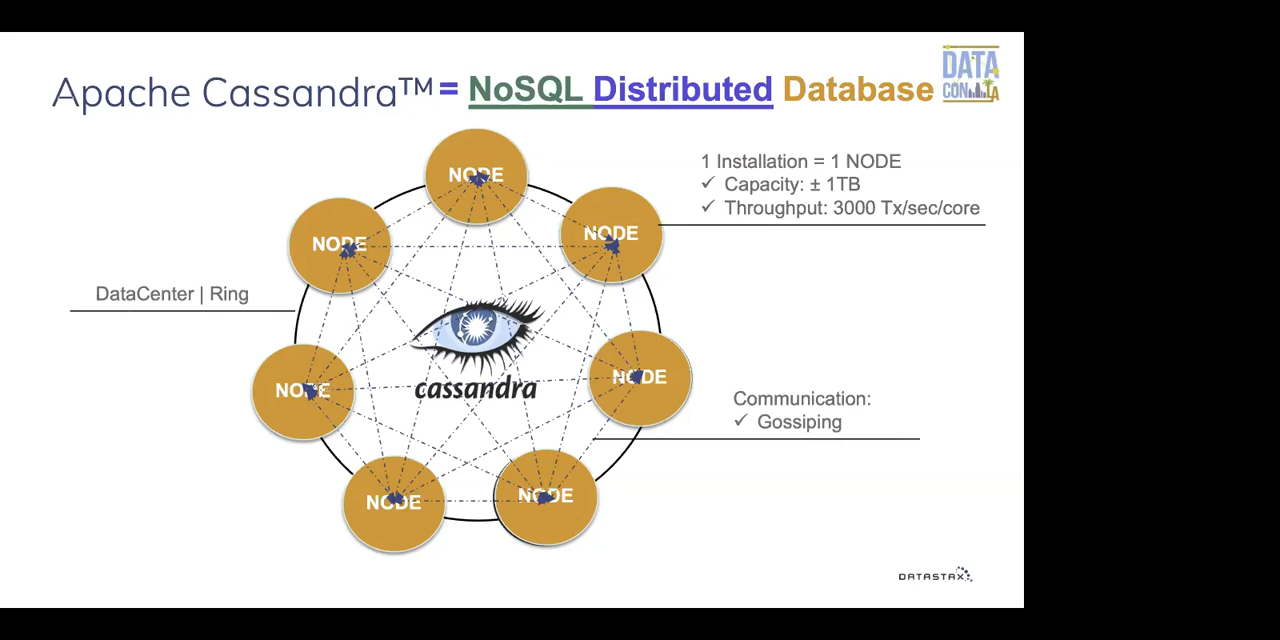 Apache Cassandra™ = NoSQL Distributed Database
DATA
CON LA
NODE
1 Installation = 1 NODE
✓ Capacity: ± 1TB
✓ Throughput: 3000 Tx/sec/core
NODE
NODE
DataCenter | Ring
cassandra
NODE
NODE
Communication:
✓ Gossiping
NODE
NODE
DATASTAX